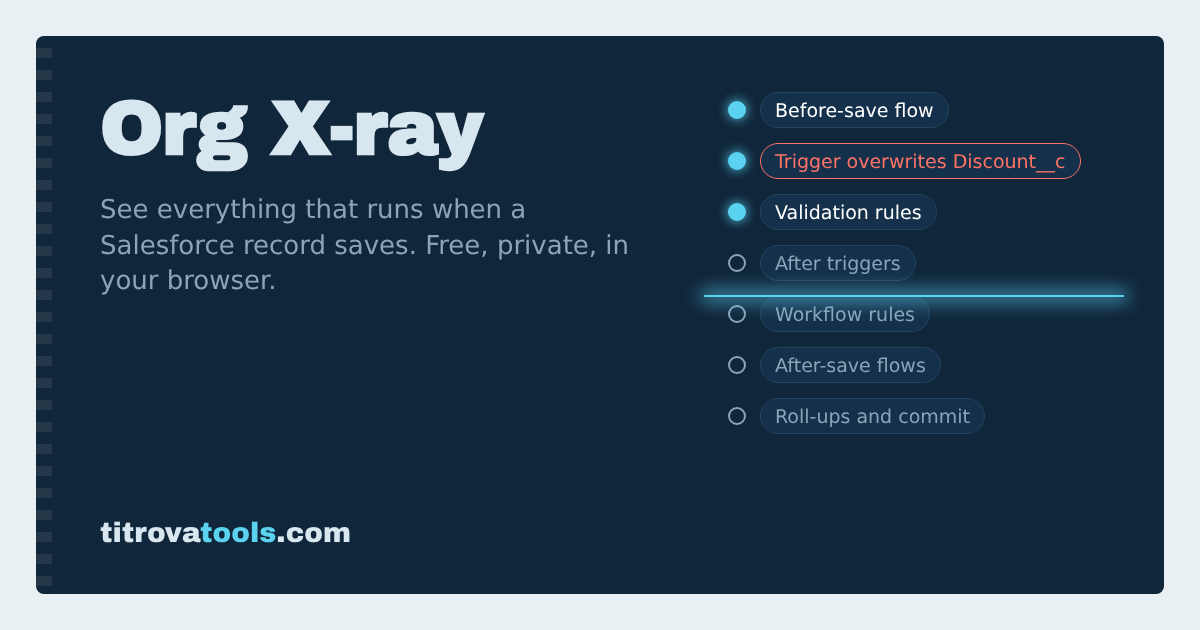 Org X-ray
See everything that runs when a
Salesforce record saves. Free, private, in
your browser.
titrovatools.com
Before-save flow
Trigger overwrites Discount__c
Validation rules
After triggers
Workflow rules
After-save flows
Roll-ups and commit